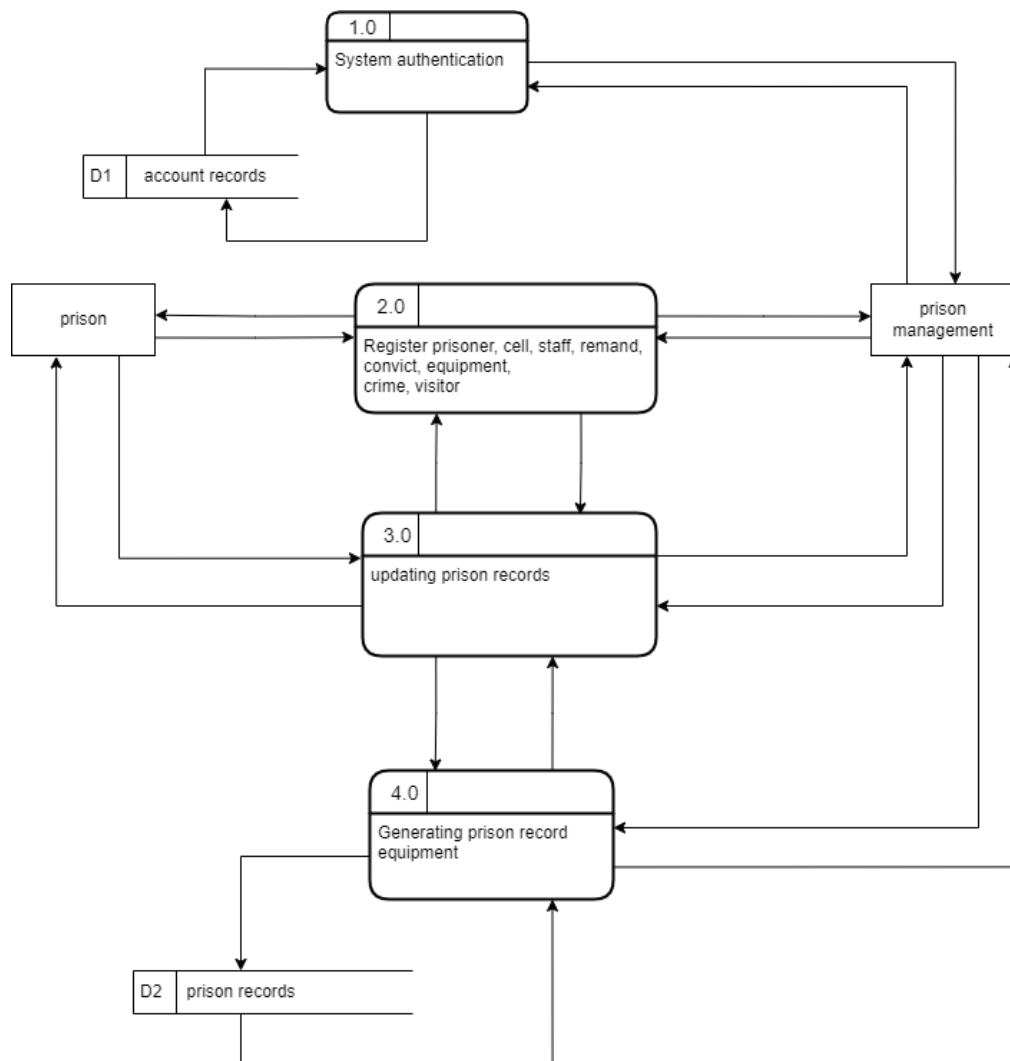 1.0
System authentication
D1
account records
prison
2.0
Register prisoner, cell, staff, remand,
convict, equipment,
crime, visitor
prison
management
3.0
updating prison records
4.0
Generating prison record
equipment
D2
prison records